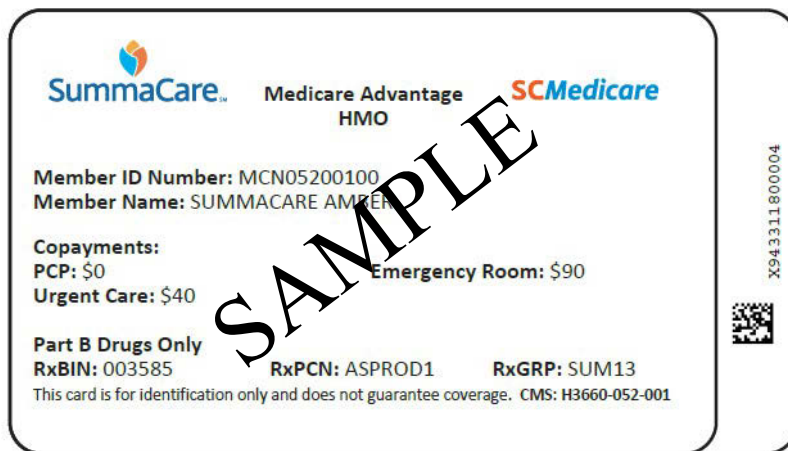 SummaCare℠
Medicare Advantage
HMO
SCMedicare
Member ID Number: MCN05200100
Member Name: SUMMACARE AMBER
Copayments:
PCP: $0
Emergency Room: $90
Urgent Care: $40
Part B Drugs Only
RxBIN: 003585 RxPCN: ASPROD1 RxGRP: SUM13
This card is for identification only and does not guarantee coverage. CMS: H3660-052-001
SAMPLE
X943311800004